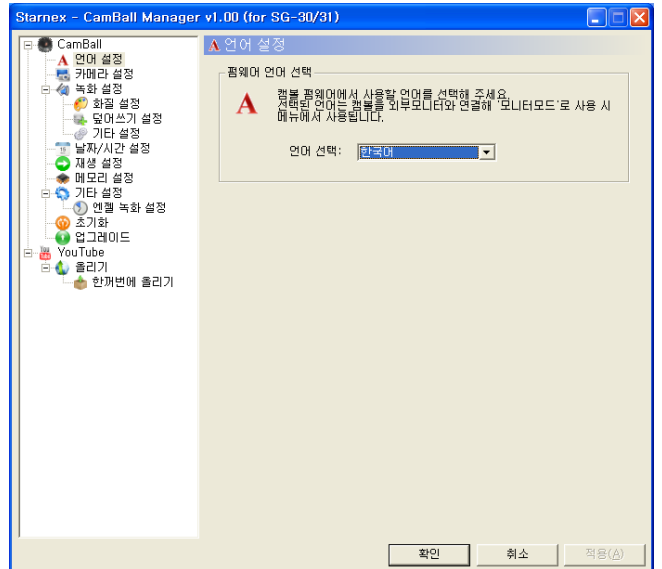 Starnex - CamBall Manager v1.00 (for SG-30/31)
CamBall
언어 설정
카메라 설정
녹화 설정
화질 설정
덮어쓰기 설정
기타 설정
날짜/시간 설정
재생 설정
메모리 설정
기타 설정
엔젤 녹화 설정
초기화
업그레이드
YouTube
올리기
한꺼번에 올리기
언어 설정
펌웨어 언어 선택
캠볼 펌웨어에서 사용할 언어를 선택해 주세요.
선택된 언어는 캠볼을 외부모니터와 연결해 '모니터모드'로 사용 시
메뉴에서 사용됩니다.
언어 선택: 한국어
확인 취소 적용(A)